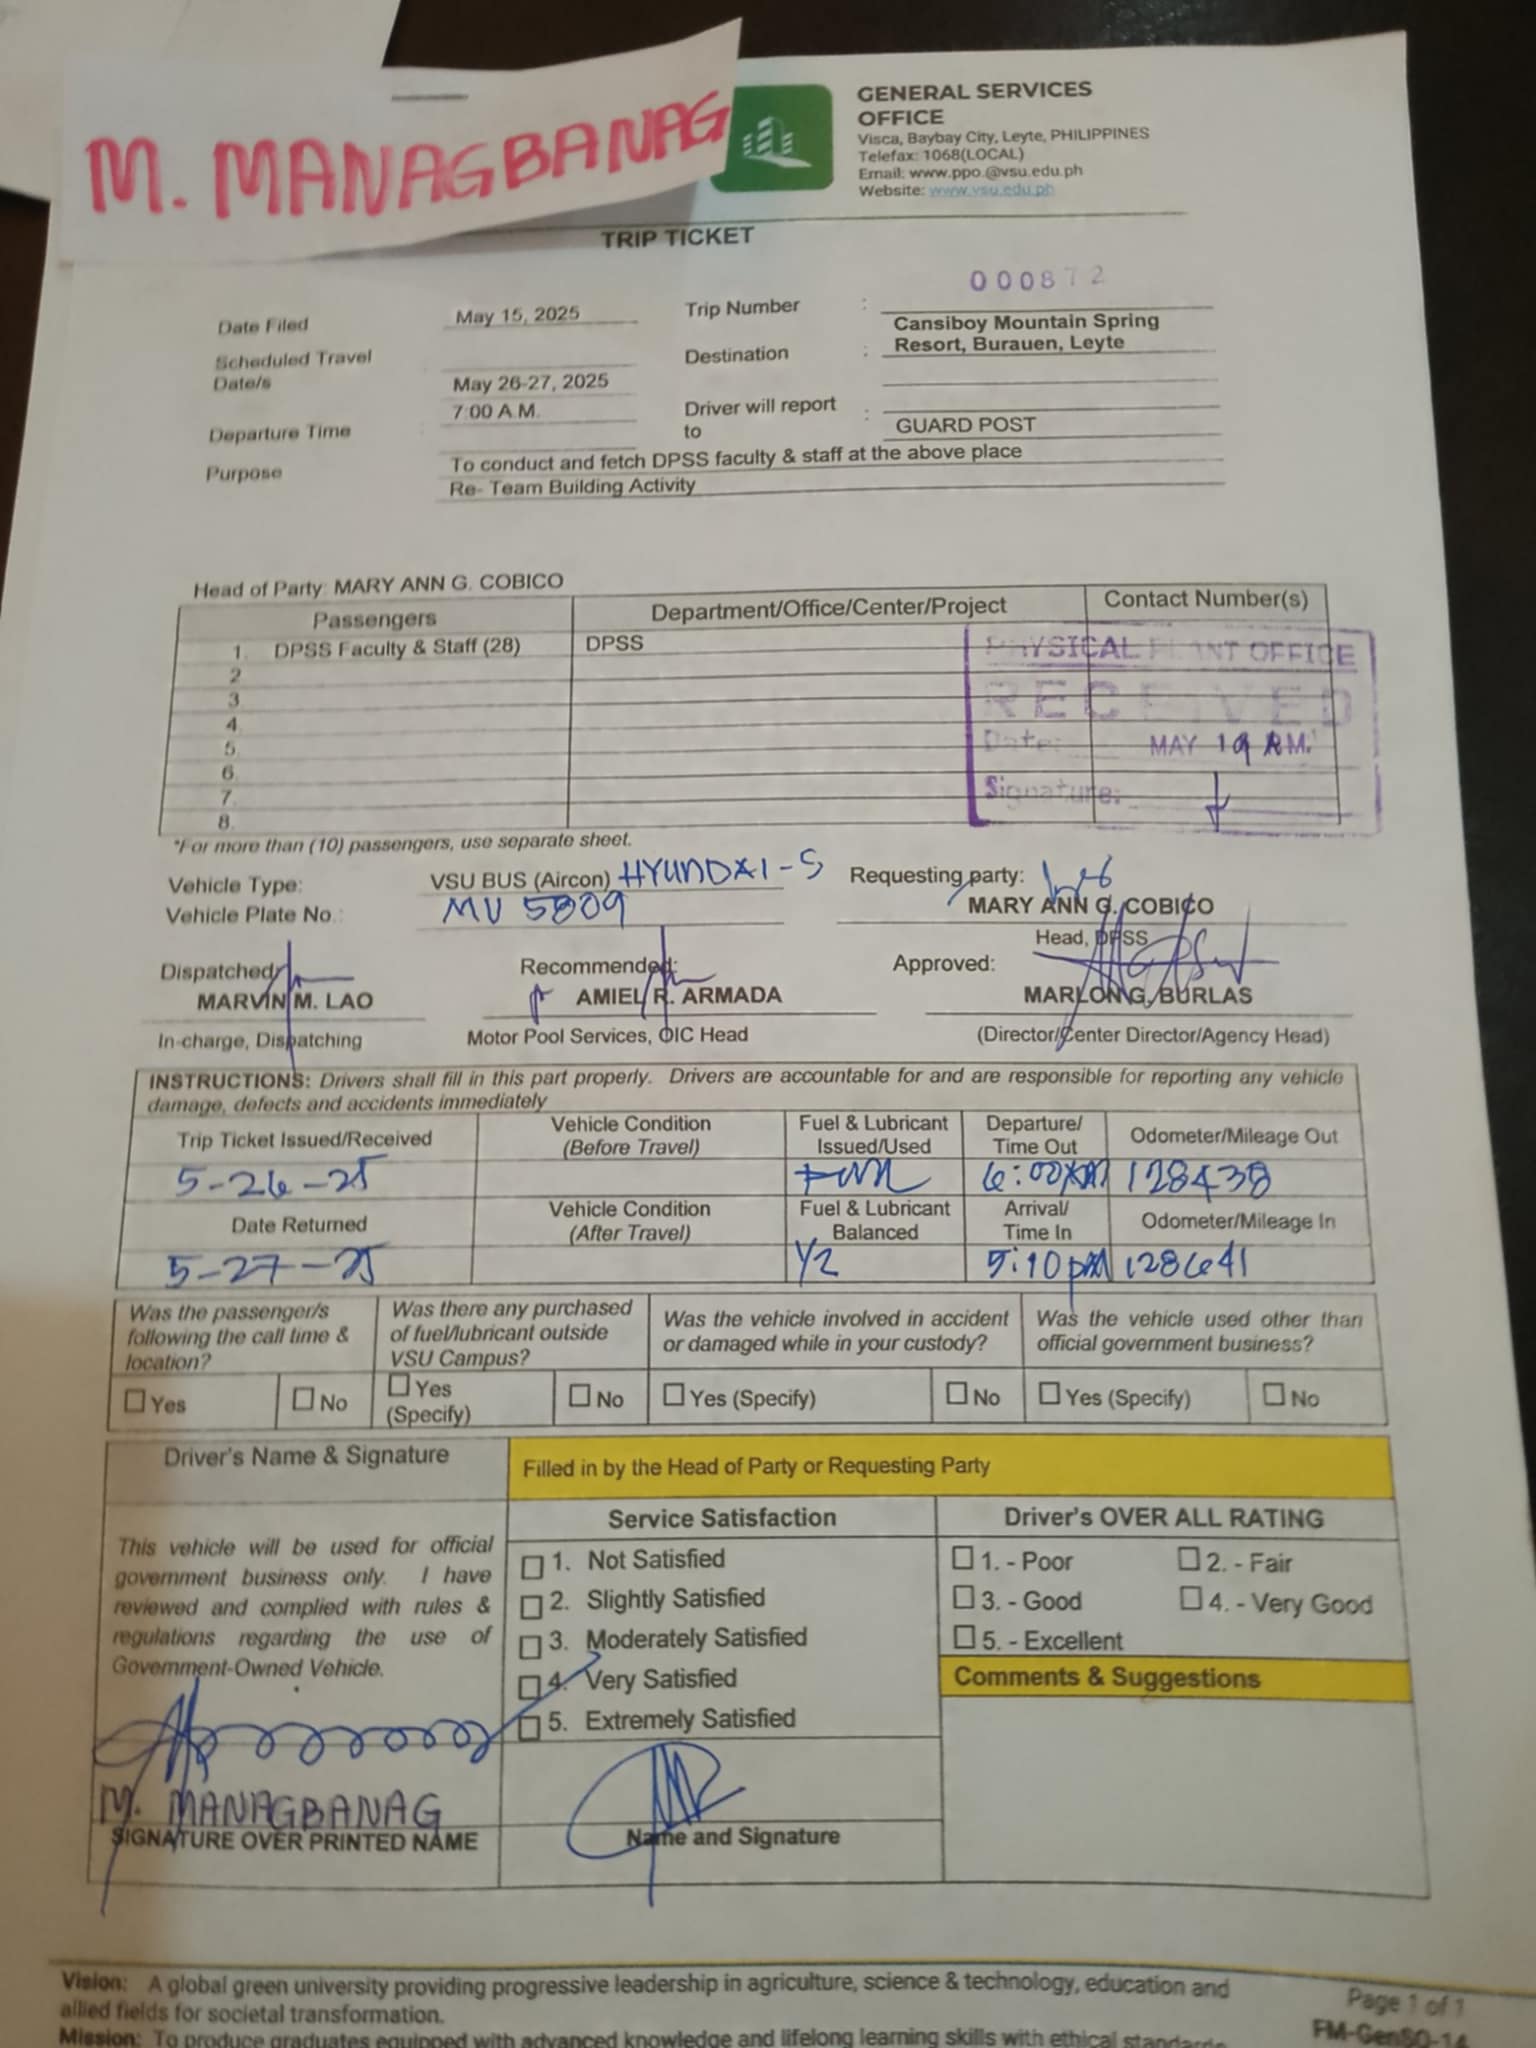 M. MANAGBANAG
GENERAL SERVICES
OFFICE
Visca, Baybay City, Leyte, PHILIPPINES
Telefax: 1068(LOCAL)
Email: www.ppo.@vsu.edu.ph
Website: www.vsu.edu.ph
TRIP TICKET
000872
Date Filed May 15, 2025 Trip Number :
Scheduled Travel Date/s May 26-27, 2025 Destination : Cansiboy Mountain Spring
Resort, Burauen, Leyte
Departure Time : 7:00 A.M. Driver will report to : GUARD POST
Purpose To conduct and fetch DPSS faculty & staff at the above place
Re- Team Building Activity
Head of Party: MARY ANN G. COBICO
Passengers Department/Office/Center/Project Contact Number(s)
1. DPSS Faculty & Staff (28) DPSS
2
3
4.
5.
6.
7.
8.
PHYSICAL PLANT OFFICE
RECEIVED
Date: MAY 19 RM.
Signature:
*For more than (10) passengers, use separate sheet.
Vehicle Type: VSU BUS (Aircon) HYUNDAI-S Requesting party:
Vehicle Plate No.: MV 5809 MARY ANN G. COBICO
Head, DPSS
Dispatched: Recommended: Approved:
MARVIN M. LAO AMIEL R. ARMADA MARLON G. BURLAS
In-charge, Dispatching Motor Pool Services, OIC Head (Director/Center Director/Agency Head)
INSTRUCTIONS: Drivers shall fill in this part properly. Drivers are accountable for and are responsible for reporting any vehicle
damage, defects and accidents immediately
Trip Ticket Issued/Received Vehicle Condition (Before Travel) Fuel & Lubricant Issued/Used Departure/ Time Out Odometer/Mileage Out
5-26-25 6:00AM 128438
Date Returned Vehicle Condition (After Travel) Fuel & Lubricant Balanced Arrival/ Time In Odometer/Mileage In
5-27-25 1/2 5:10pM 128641
Was the passenger/s following the call time & location?
Was there any purchased of fuel/lubricant outside VSU Campus?
Was the vehicle involved in accident or damaged while in your custody?
Was the vehicle used other than official government business?
Yes No Yes (Specify) No Yes (Specify) No Yes (Specify) No
Driver's Name & Signature
Filled in by the Head of Party or Requesting Party
This vehicle will be used for official
government business only. I have
reviewed and complied with rules &
regulations regarding the use of
Government-Owned Vehicle.
M. MANAGBANAG
SIGNATURE OVER PRINTED NAME
Service Satisfaction
1. Not Satisfied
2. Slightly Satisfied
3. Moderately Satisfied
4. Very Satisfied
5. Extremely Satisfied
Name and Signature
Driver's OVER ALL RATING
1. - Poor 2. - Fair
3. - Good 4. - Very Good
5. - Excellent
Comments & Suggestions
Vision: A global green university providing progressive leadership in agriculture, science & technology, education and
allied fields for societal transformation.
Mission: To produce graduates equipped with advanced knowledge and lifelong learning skills with ethical standards
Page 1 of 1
FM-GenSO-14